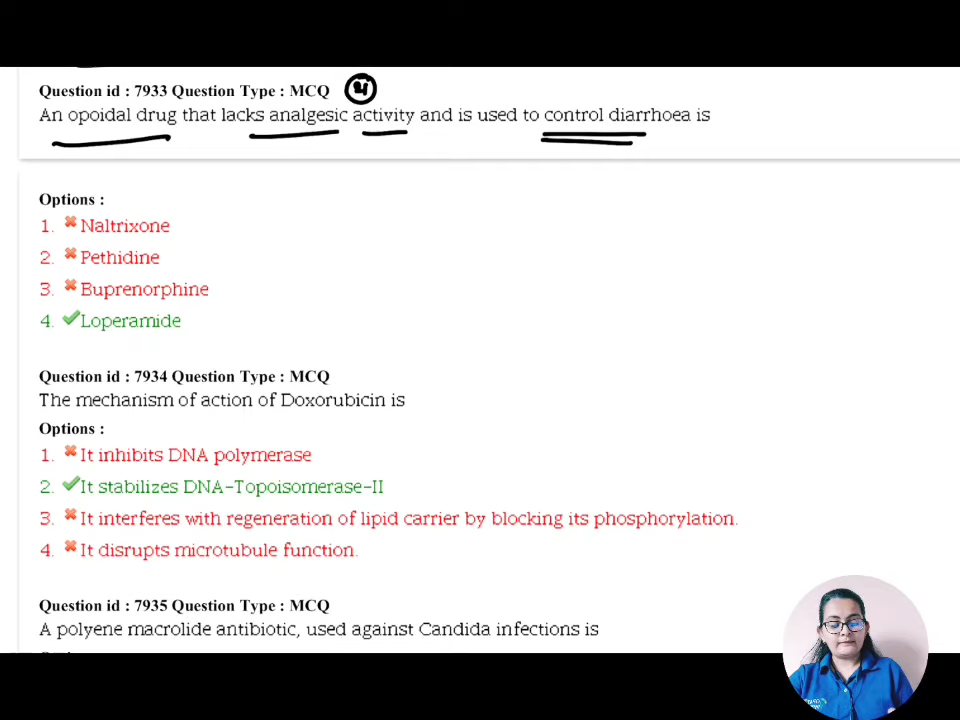 Question id : 7933 Question Type : MCQ 4
An opoidal drug that lacks analgesic activity and is used to control diarrhoea is
Options :
1. Naltrixone
2. Pethidine
3. Buprenorphine
4. Loperamide
Question id : 7934 Question Type : MCQ
The mechanism of action of Doxorubicin is
Options :
1. It inhibits DNA polymerase
2. It stabilizes DNA-Topoisomerase-II
3. It interferes with regeneration of lipid carrier by blocking its phosphorylation.
4. It disrupts microtubule function.
Question id : 7935 Question Type : MCQ
A polyene macrolide antibiotic, used against Candida infections is